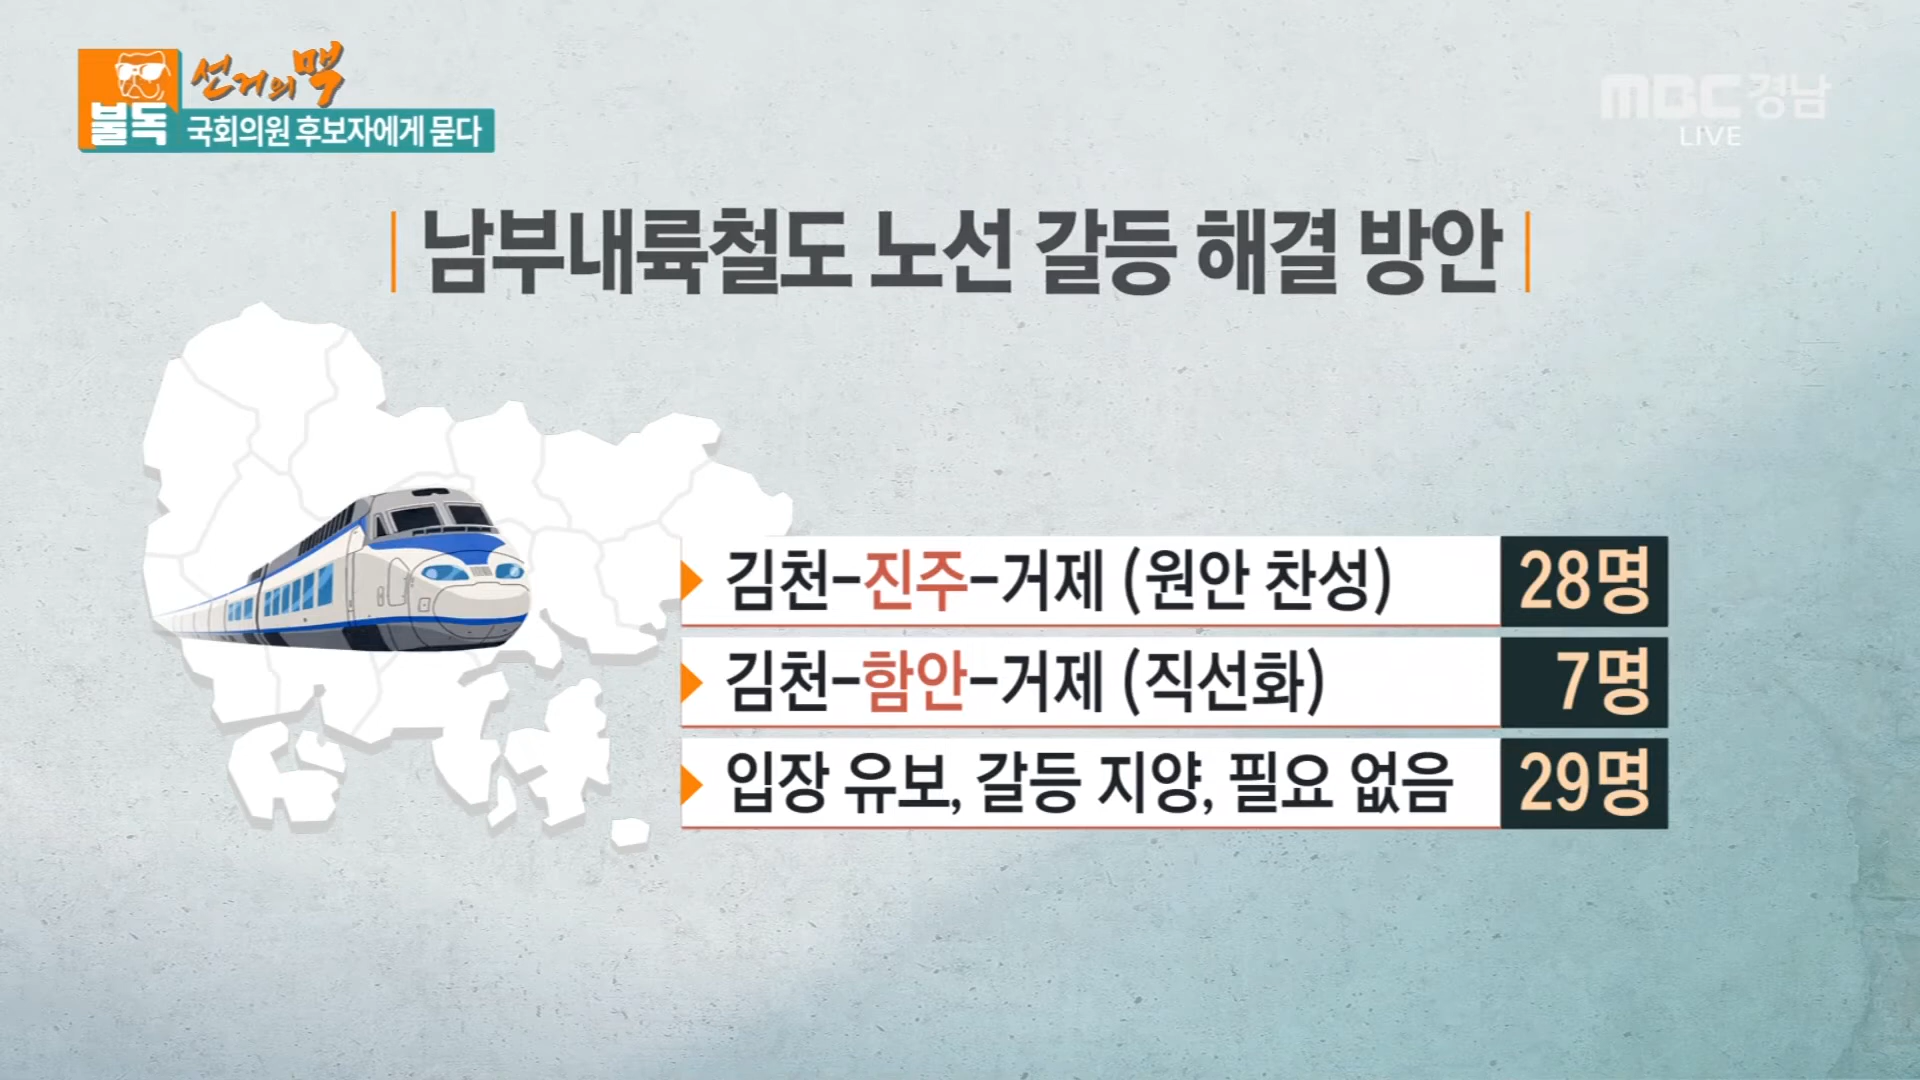 선거의 맥
불독
국회의원 후보자에게 묻다
MBC경남
LIVE
남부내륙철도 노선 갈등 해결 방안
김천-진주-거제 (원안 찬성) 28명
김천-함안-거제 (직선화) 7명
입장 유보, 갈등 지양, 필요 없음 29명